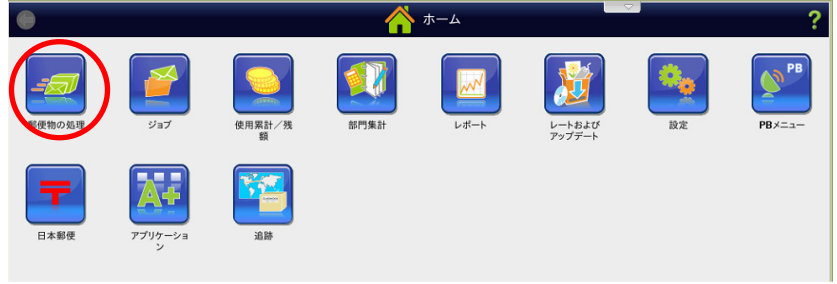 ホーム
?
PB
郵便物の処理
ジョブ
使用累計／残
額
部門集計
レポート
レートおよび
アップデート
設定
PBメニュー
A+
日本郵便
アプリケーショ
ン
追跡